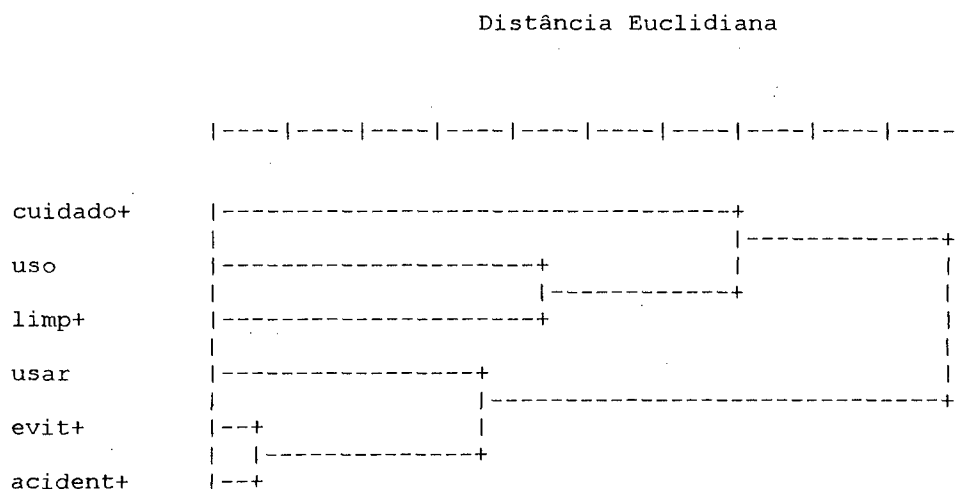 Distância Euclidiana
|----|----|----|----|----|----|----|----|----|----
cuidado+ |----------------------------------+
| |-------------+
uso |---------------------+ | |
| |------------+ |
limp+ |---------------------+ |
| |
usar |-----------------+ |
| |------------------------------+
evit+ |--+ |
| |--------------+
acident+ |--+